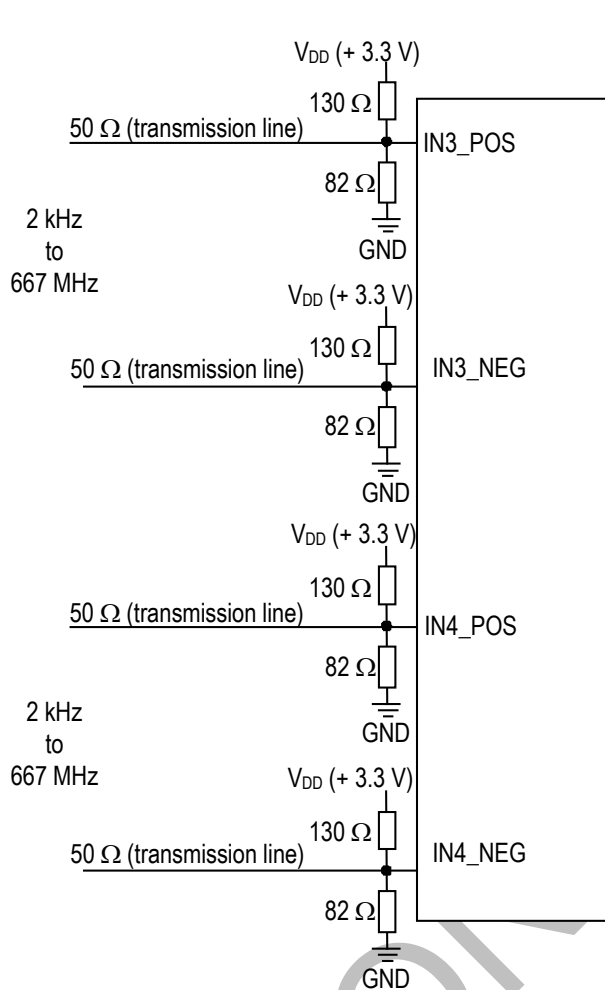 VDD (+ 3.3 V)
130 Ω
50 Ω (transmission line)
IN3_POS
82 Ω
GND
2 kHz
to
667 MHz
VDD (+ 3.3 V)
130 Ω
50 Ω (transmission line)
IN3_NEG
82 Ω
GND
VDD (+ 3.3 V)
130 Ω
50 Ω (transmission line)
IN4_POS
82 Ω
GND
2 kHz
to
667 MHz
VDD (+ 3.3 V)
130 Ω
50 Ω (transmission line)
IN4_NEG
82 Ω
GND